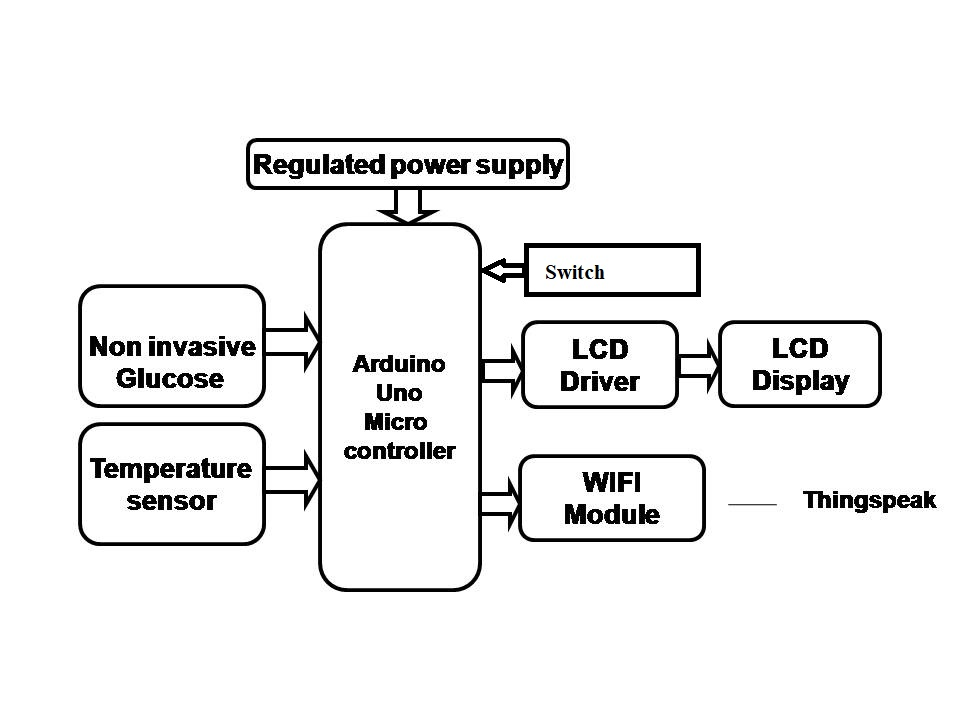 Regulated power supply
Switch
Non invasive
Glucose
Temperature
sensor
Arduino
Uno
Micro
controller
LCD
Driver
LCD
Display
WIFI
Module
Thingspeak